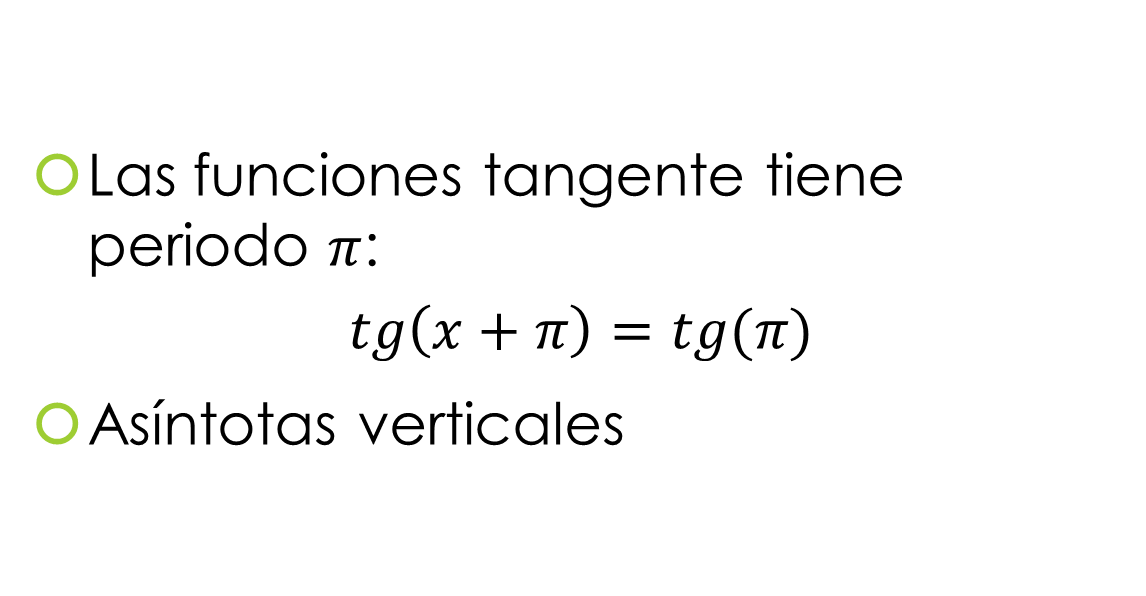 Las funciones tangente tiene
periodo 𝜋:
𝑡𝑔(𝑥 + 𝜋) = 𝑡𝑔(𝜋)
Asíntotas verticales